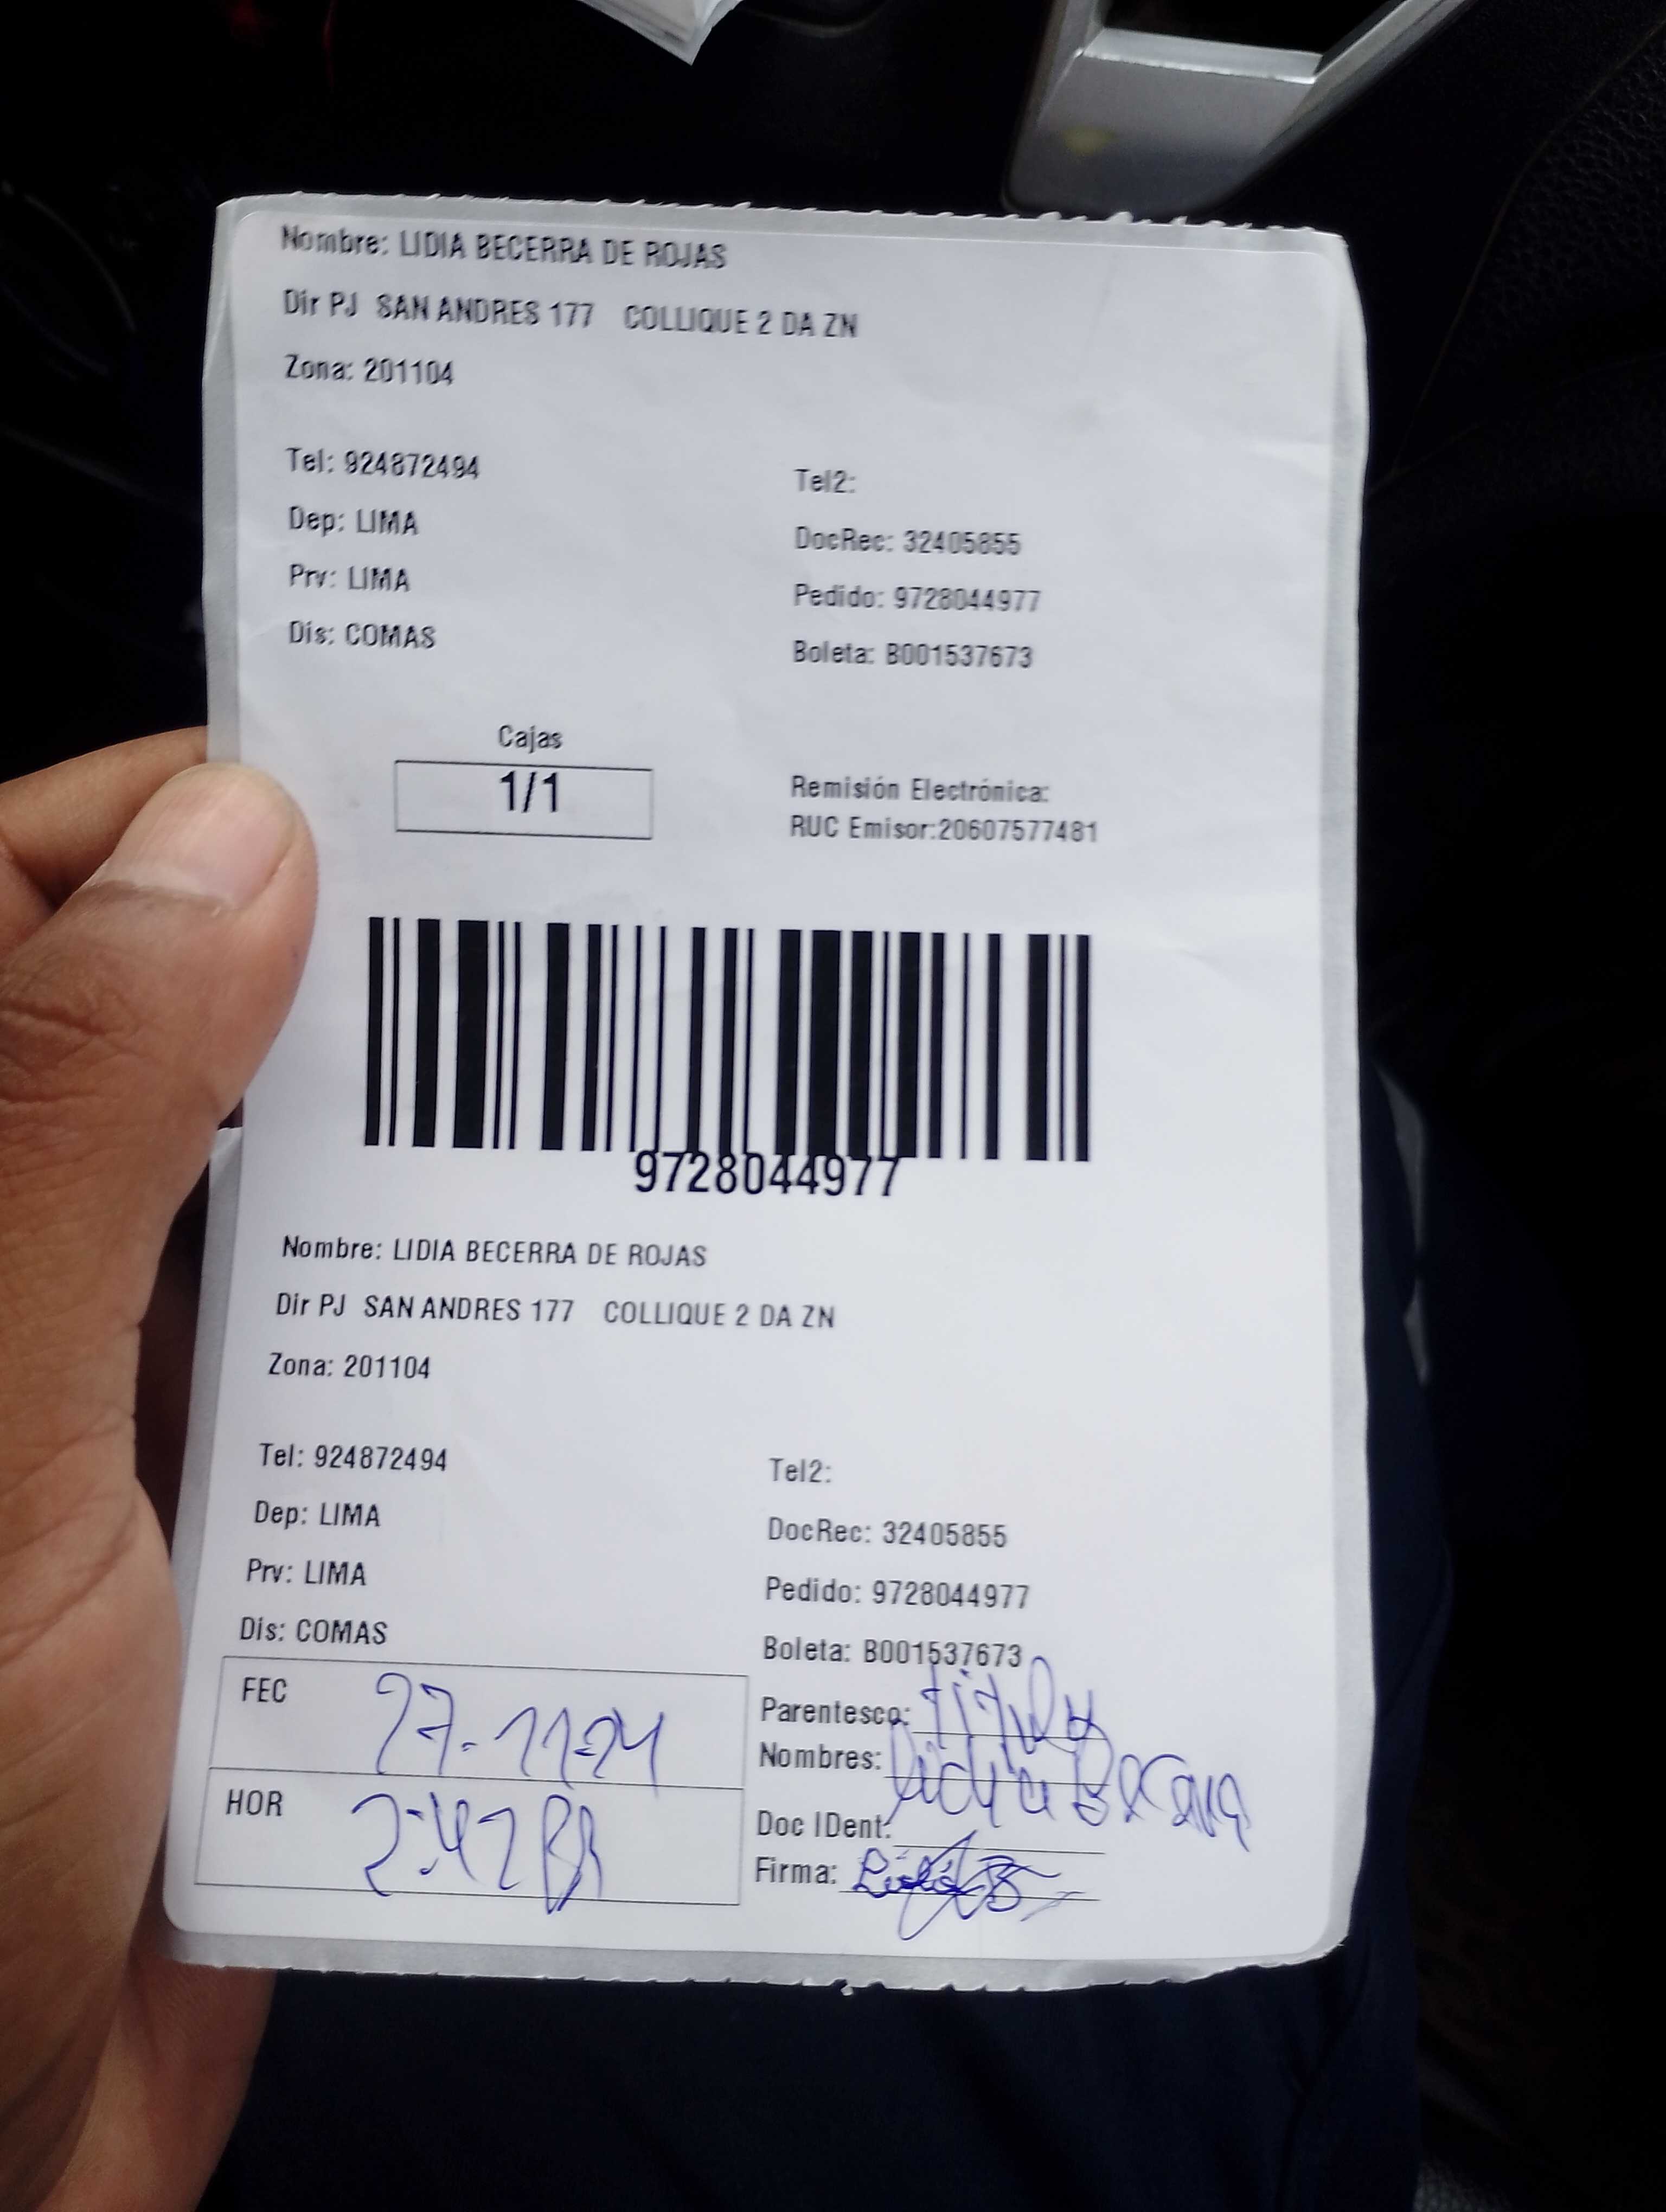 Nombre: LIDIA BECERRA DE ROJAS
Dir PJ SAN ANDRES 177 COLLIQUE 2 DA ZN
Zona: 201104
Tel: 924872494
Tel2:
Dep: LIMA
DocRec: 32405855
Prv: LIMA
Pedido: 9728044977
Dis: COMAS
Boleta: B001537673
Cajas
1/1
Remisión Electrónica:
RUC Emisor:20607577481
9728044977
Nombre: LIDIA BECERRA DE ROJAS
Dir PJ SAN ANDRES 177 COLLIQUE 2 DA ZN
Zona: 201104
Tel: 924872494
Tel2:
Dep: LIMA
DocRec: 32405855
Prv: LIMA
Pedido: 9728044977
Dis: COMAS
Boleta: B001537673
FEC 27-11-24
Parentesco:
Nombres: Lidia
HOR 2:42
Doc IDent:
Firma: